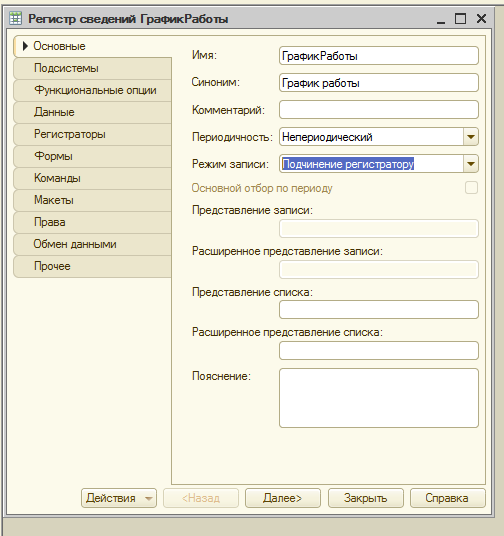 Регистр сведений ГрафикРаботы
Основные
Подсистемы
Функциональные опции
Данные
Регистраторы
Формы
Команды
Макеты
Права
Обмен данными
Прочее
Имя: ГрафикРаботы
Синоним: График работы
Комментарий:
Периодичность: Непериодический
Режим записи: Подчинение регистратору
Основной отбор по периоду
Представление записи:
Расширенное представление записи:
Представление списка:
Расширенное представление списка:
Пояснение:
Действия <Назад Далее> Закрыть Справка